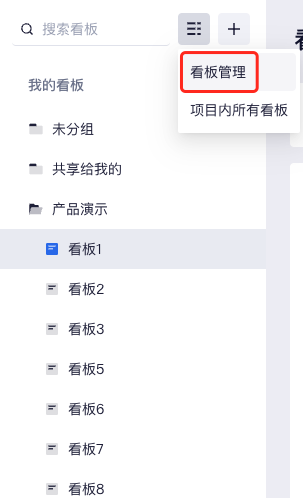 搜索看板
看板管理
项目内所有看板
我的看板
未分组
共享给我的
产品演示
看板1
看板2
看板3
看板5
看板6
看板7
看板8